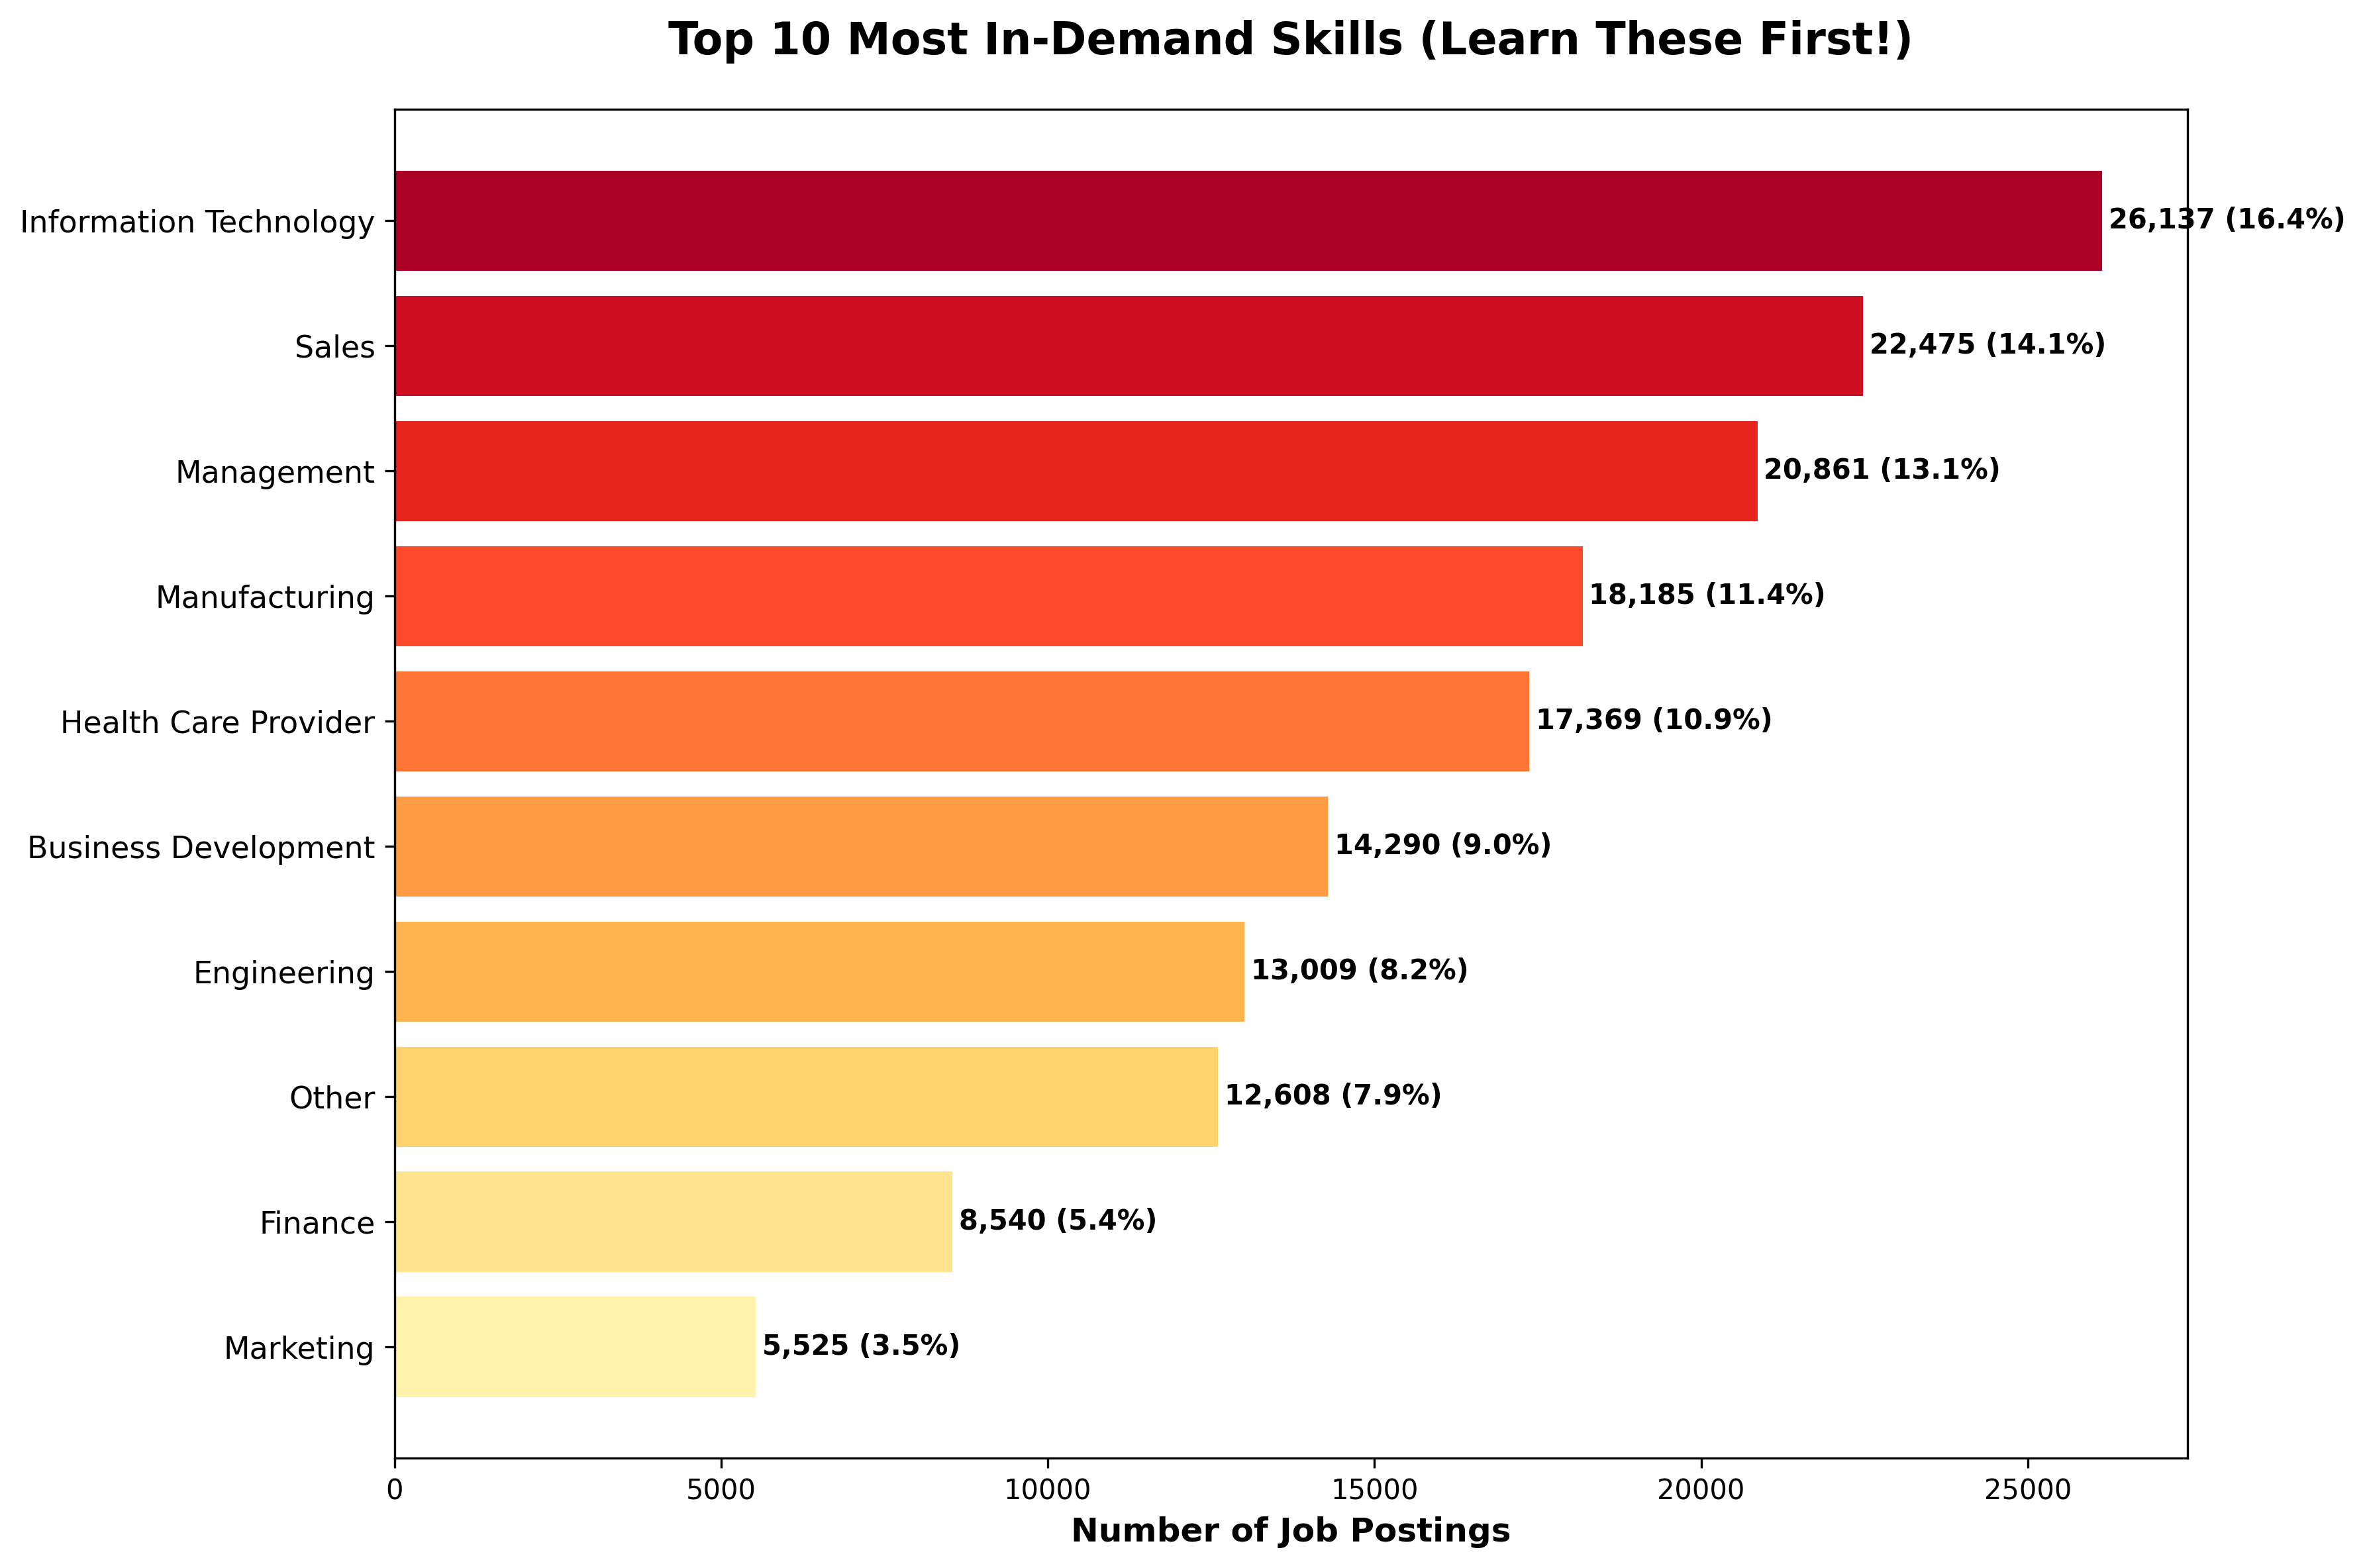 Top 10 Most In-Demand Skills (Learn These First!)
Information Technology 26,137 (16.4%)
Sales 22,475 (14.1%)
Management 20,861 (13.1%)
Manufacturing 18,185 (11.4%)
Health Care Provider 17,369 (10.9%)
Business Development 14,290 (9.0%)
Engineering 13,009 (8.2%)
Other 12,608 (7.9%)
Finance 8,540 (5.4%)
Marketing 5,525 (3.5%)
0 5000 10000 15000 20000 25000
Number of Job Postings